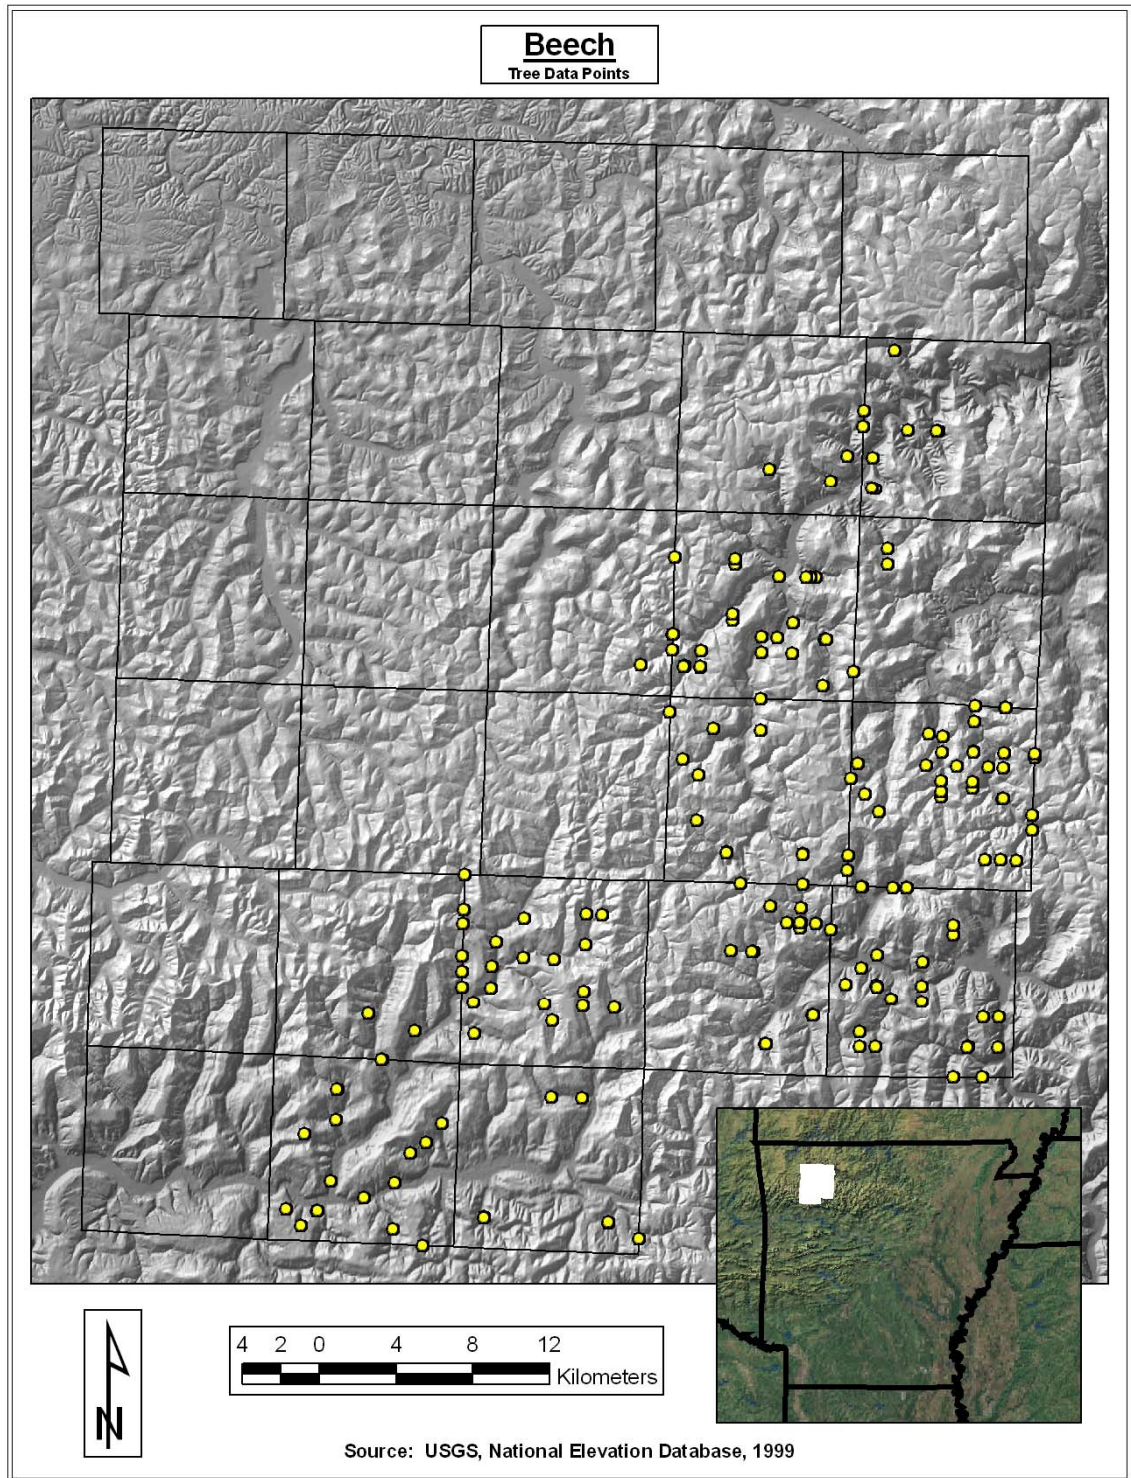 Beech
Tree Data Points
N
4 2 0 4 8 12
Kilometers
Source: USGS, National Elevation Database, 1999